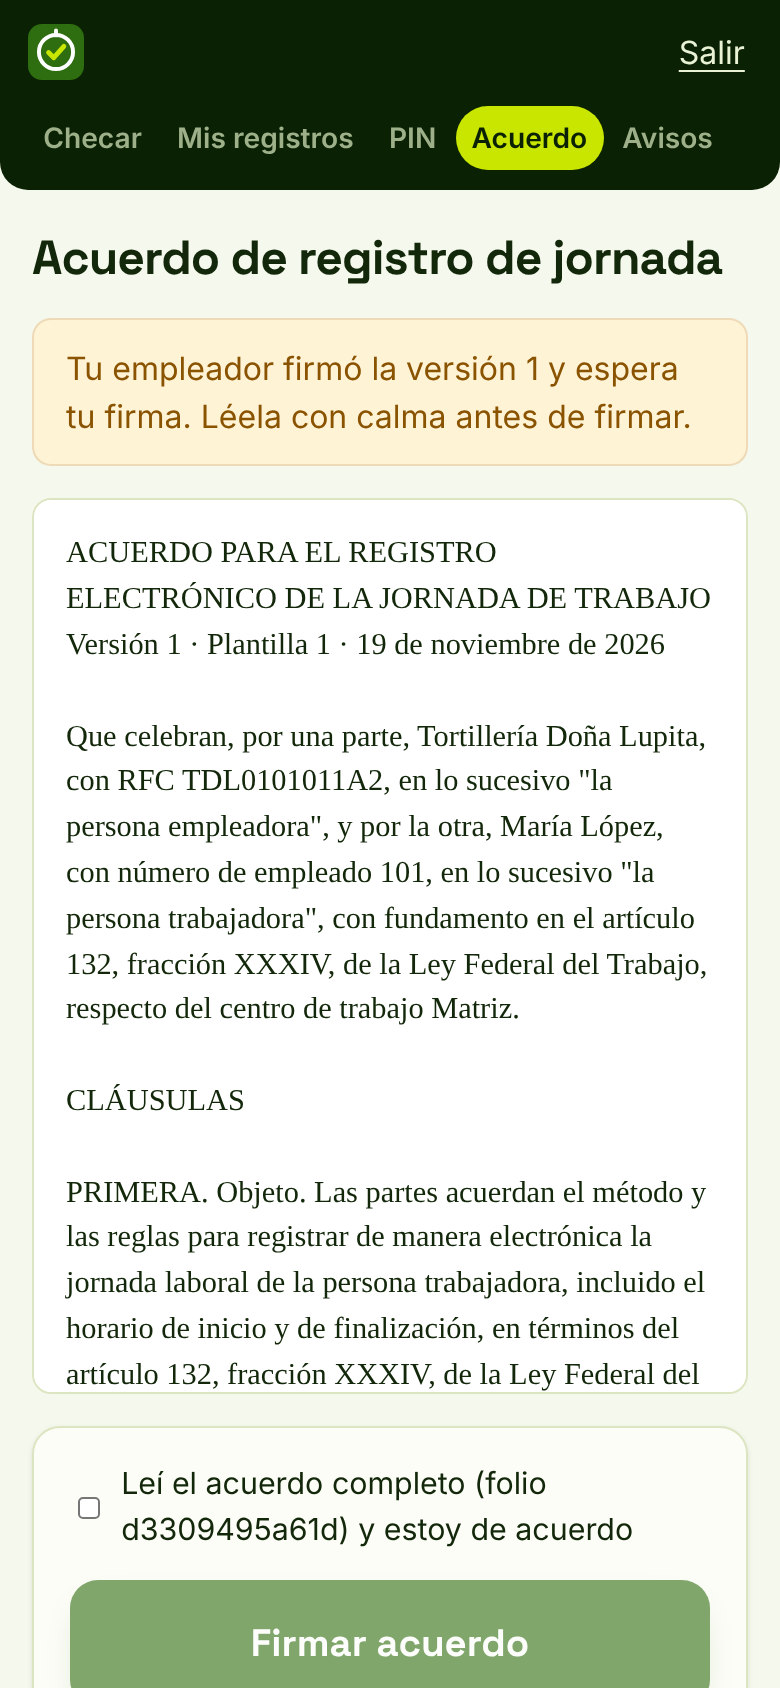 Salir
Checar Mis registros PIN Acuerdo Avisos
Acuerdo de registro de jornada
Tu empleador firmó la versión 1 y espera
tu firma. Léela con calma antes de firmar.
ACUERDO PARA EL REGISTRO
ELECTRÓNICO DE LA JORNADA DE TRABAJO
Versión 1 · Plantilla 1 · 19 de noviembre de 2026
Que celebran, por una parte, Tortillería Doña Lupita,
con RFC TDL0101011A2, en lo sucesivo "la
persona empleadora", y por la otra, María López,
con número de empleado 101, en lo sucesivo "la
persona trabajadora", con fundamento en el artículo
132, fracción XXXIV, de la Ley Federal del Trabajo,
respecto del centro de trabajo Matriz.
CLÁUSULAS
PRIMERA. Objeto. Las partes acuerdan el método y
las reglas para registrar de manera electrónica la
jornada laboral de la persona trabajadora, incluido el
horario de inicio y de finalización, en términos del
artículo 132, fracción XXXIV, de la Ley Federal del
Leí el acuerdo completo (folio
d3309495a61d) y estoy de acuerdo
Firmar acuerdo